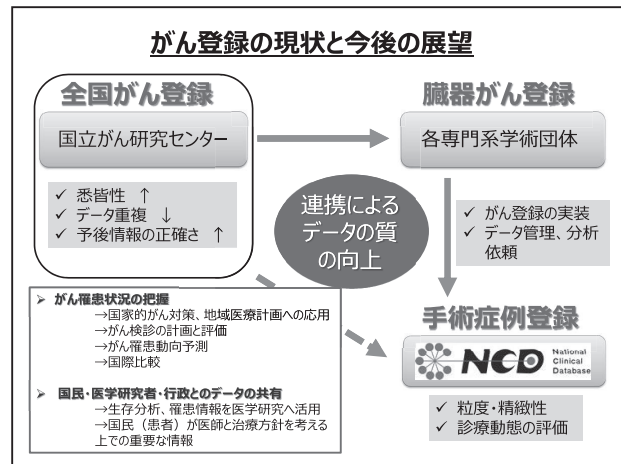 がん登録の現状と今後の展望
全国がん登録
国立がん研究センター
✓ 悉皆性 ↑
✓ データ重複 ↓
✓ 予後情報の正確さ ↑
臓器がん登録
各専門系学術団体
連携による
データの質
の向上
✓ がん登録の実装
✓ データ管理、分析
依頼
➢ がん罹患状況の把握
→国家的がん対策、地域医療計画への応用
→がん検診の計画と評価
→がん罹患動向予測
→国際比較
➢ 国民・医学研究者・行政とのデータの共有
→生存分析、罹患情報を医学研究へ活用
→国民（患者）が医師と治療方針を考える
上での重要な情報
手術症例登録
NCD
National
Clinical
Database
✓ 粒度・精緻性
✓ 診療動態の評価